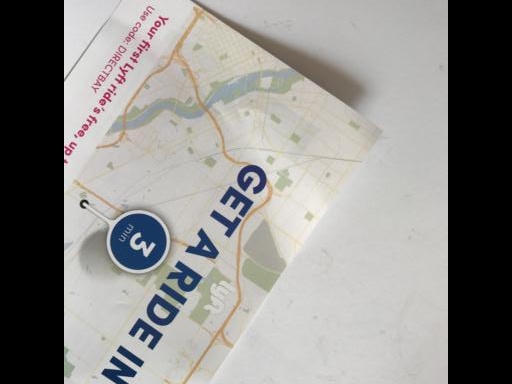 Your first Lyft ride's free, up
Use code: DIRECTBAY
GET A RIDE IN
3
min
lyft